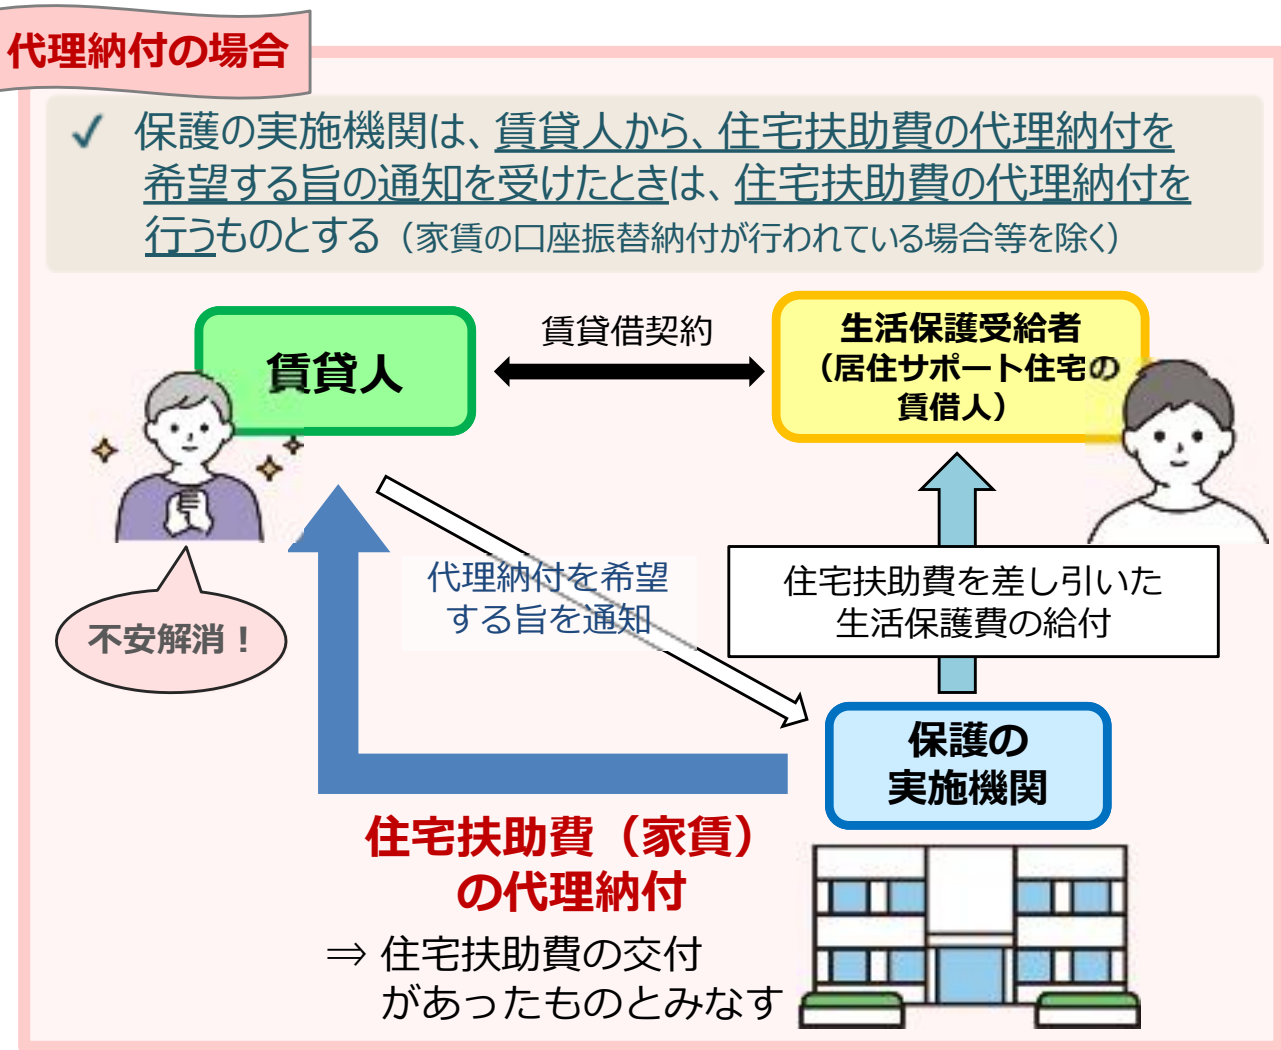 代理納付の場合
✓ 保護の実施機関は、賃貸人から、住宅扶助費の代理納付を
希望する旨の通知を受けたときは、住宅扶助費の代理納付を
行うものとする（家賃の口座振替納付が行われている場合等を除く）
賃貸人
賃貸借契約
生活保護受給者
（居住サポート住宅の
賃借人）
不安解消！
代理納付を希望
する旨を通知
住宅扶助費を差し引いた
生活保護費の給付
保護の
実施機関
住宅扶助費（家賃）
の代理納付
⇒ 住宅扶助費の交付
があったものとみなす